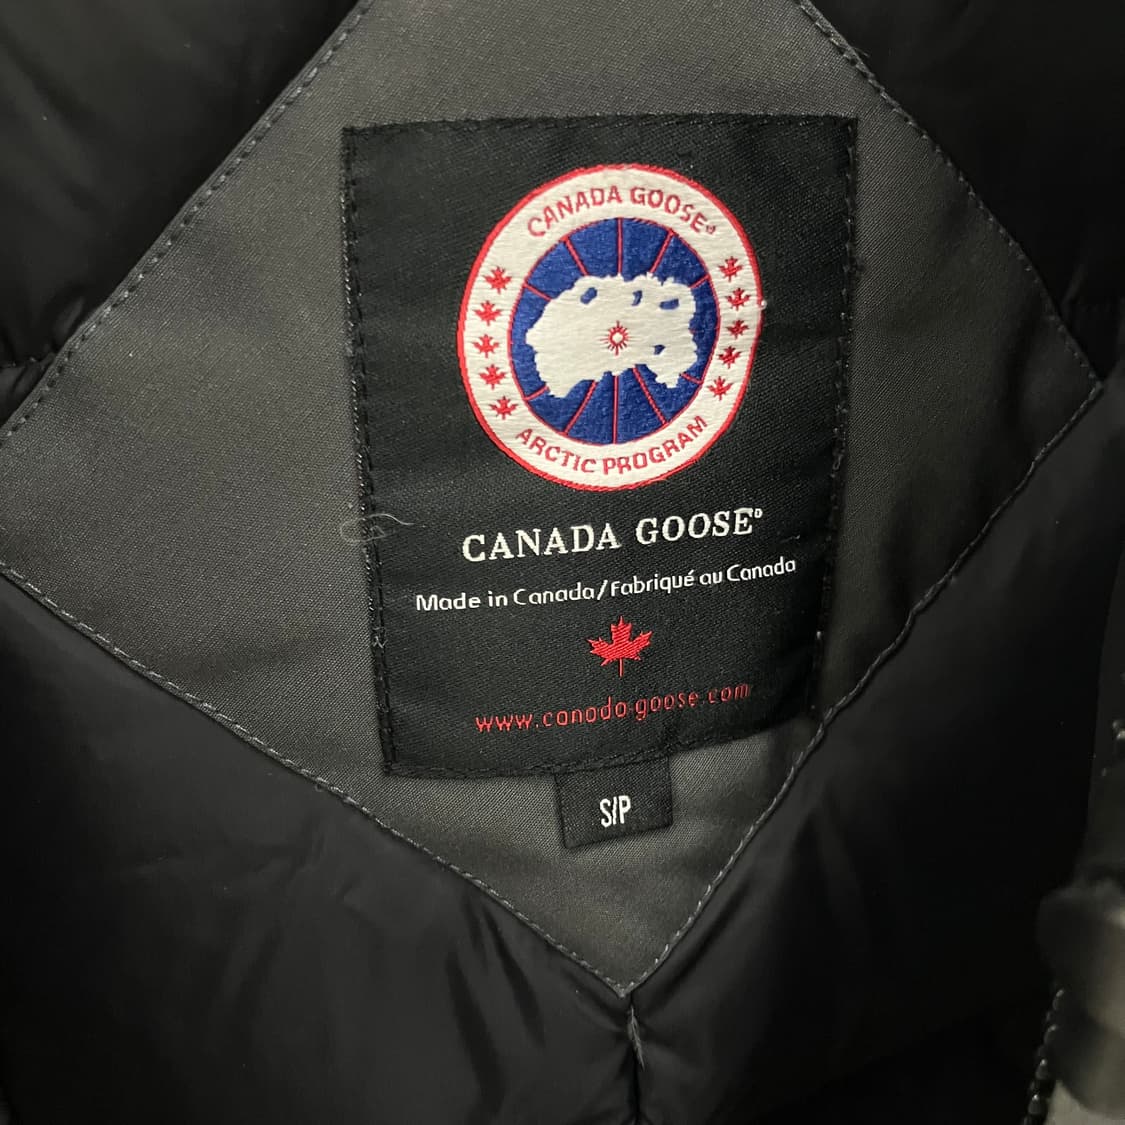 CANADA GOOSE®
ARCTIC PROGRAM
CANADA GOOSE®
Made in Canada/Fabriqué au Canada
www.canada-goose.com
S/P